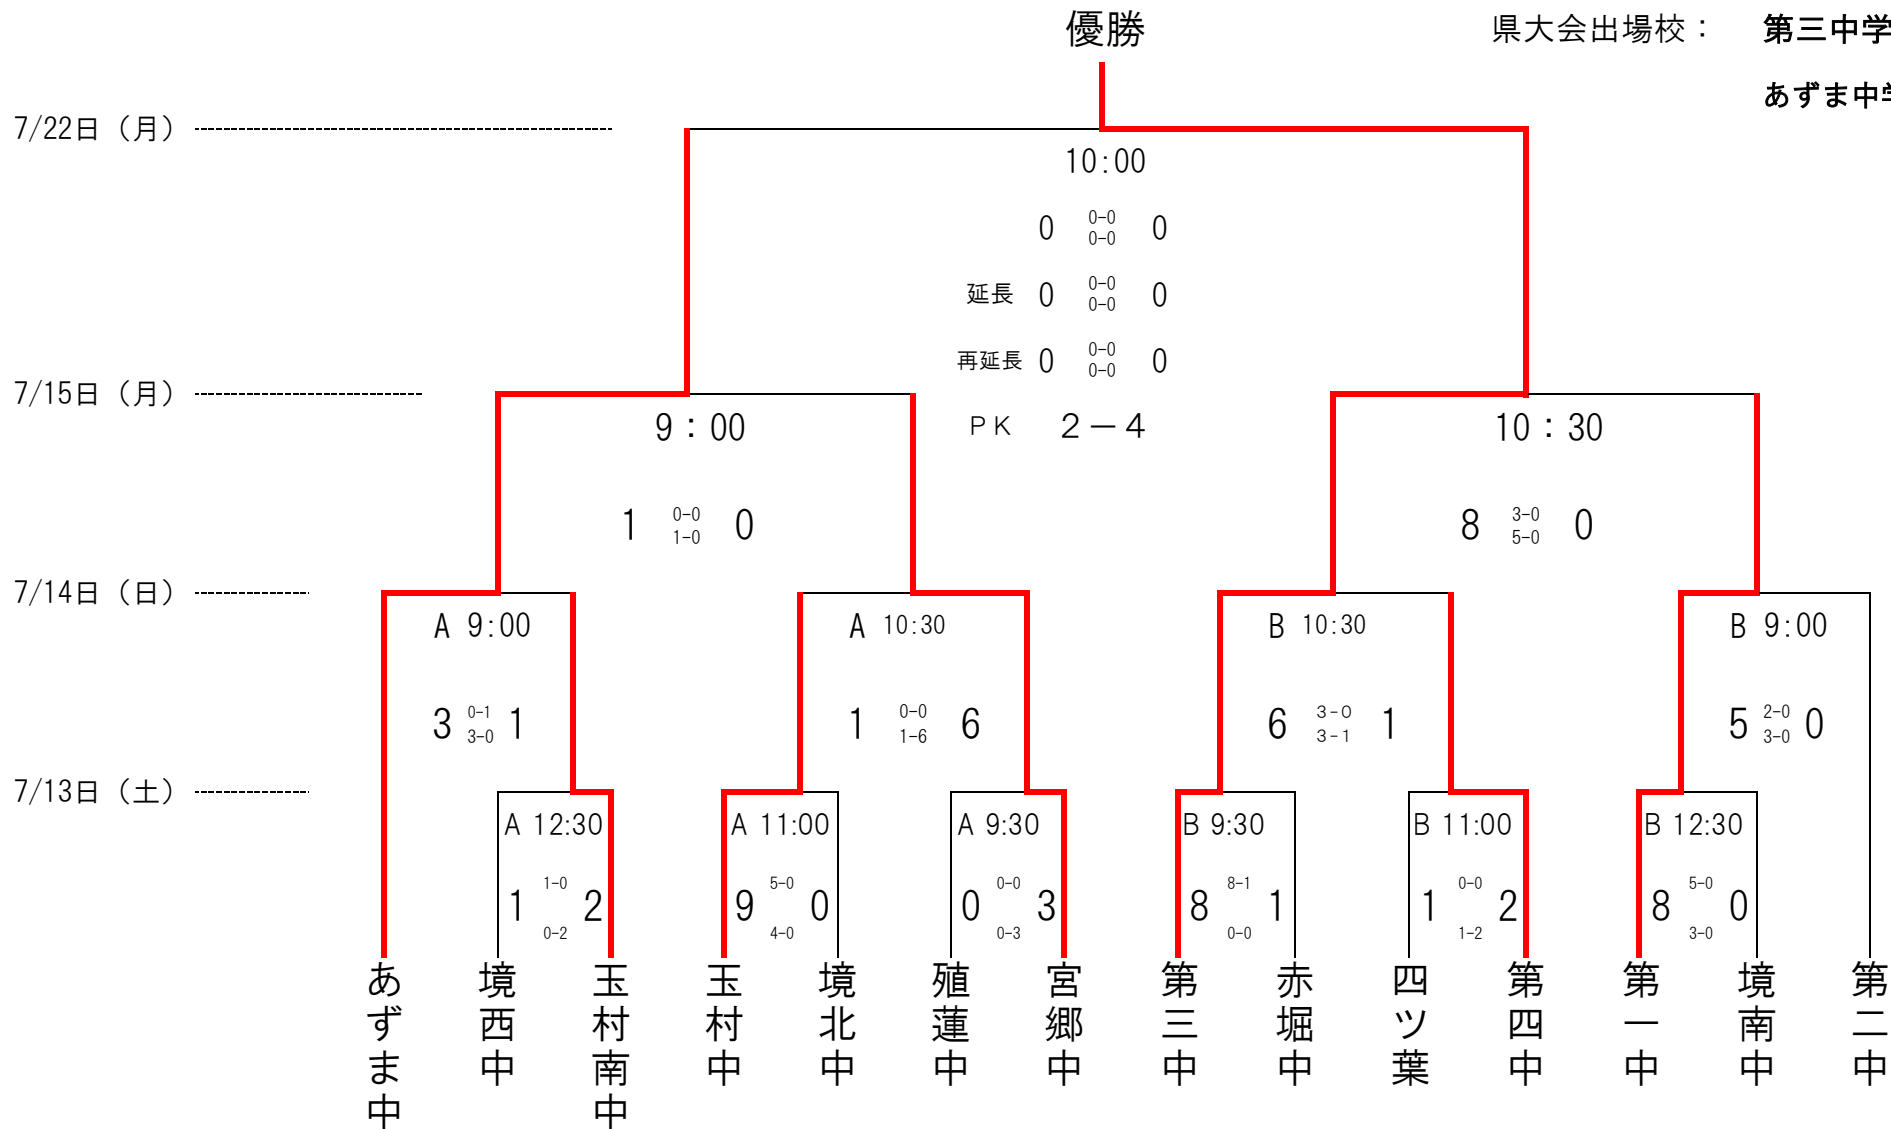 優勝
県大会出場校： 第三中学
あずま中学
7/22日（月）
10:00
0 0-0 0-0 0
延長 0 0-0 0-0 0
再延長 0 0-0 0-0 0
ＰＫ ２－４
7/15日（月）
9：00
10：30
1 0-0 1-0 0
8 3-0 5-0 0
7/14日（日）
A 9:00
A 10:30
B 10:30
B 9:00
3 0-1 3-0 1
1 0-0 1-6 6
6 3-0 3-1 1
5 2-0 3-0 0
7/13日（土）
A 12:30
A 11:00
A 9:30
B 9:30
B 11:00
B 12:30
1 1-0 0-2 2
9 5-0 4-0 0
0 0-0 0-3 3
8 8-1 0-0 1
1 0-0 1-2 2
8 5-0 3-0 0
あずま中
境西中
玉村南中
玉村中
境北中
殖蓮中
宮郷中
第三中
赤堀中
四ツ葉
第四中
第一中
境南中
第二中